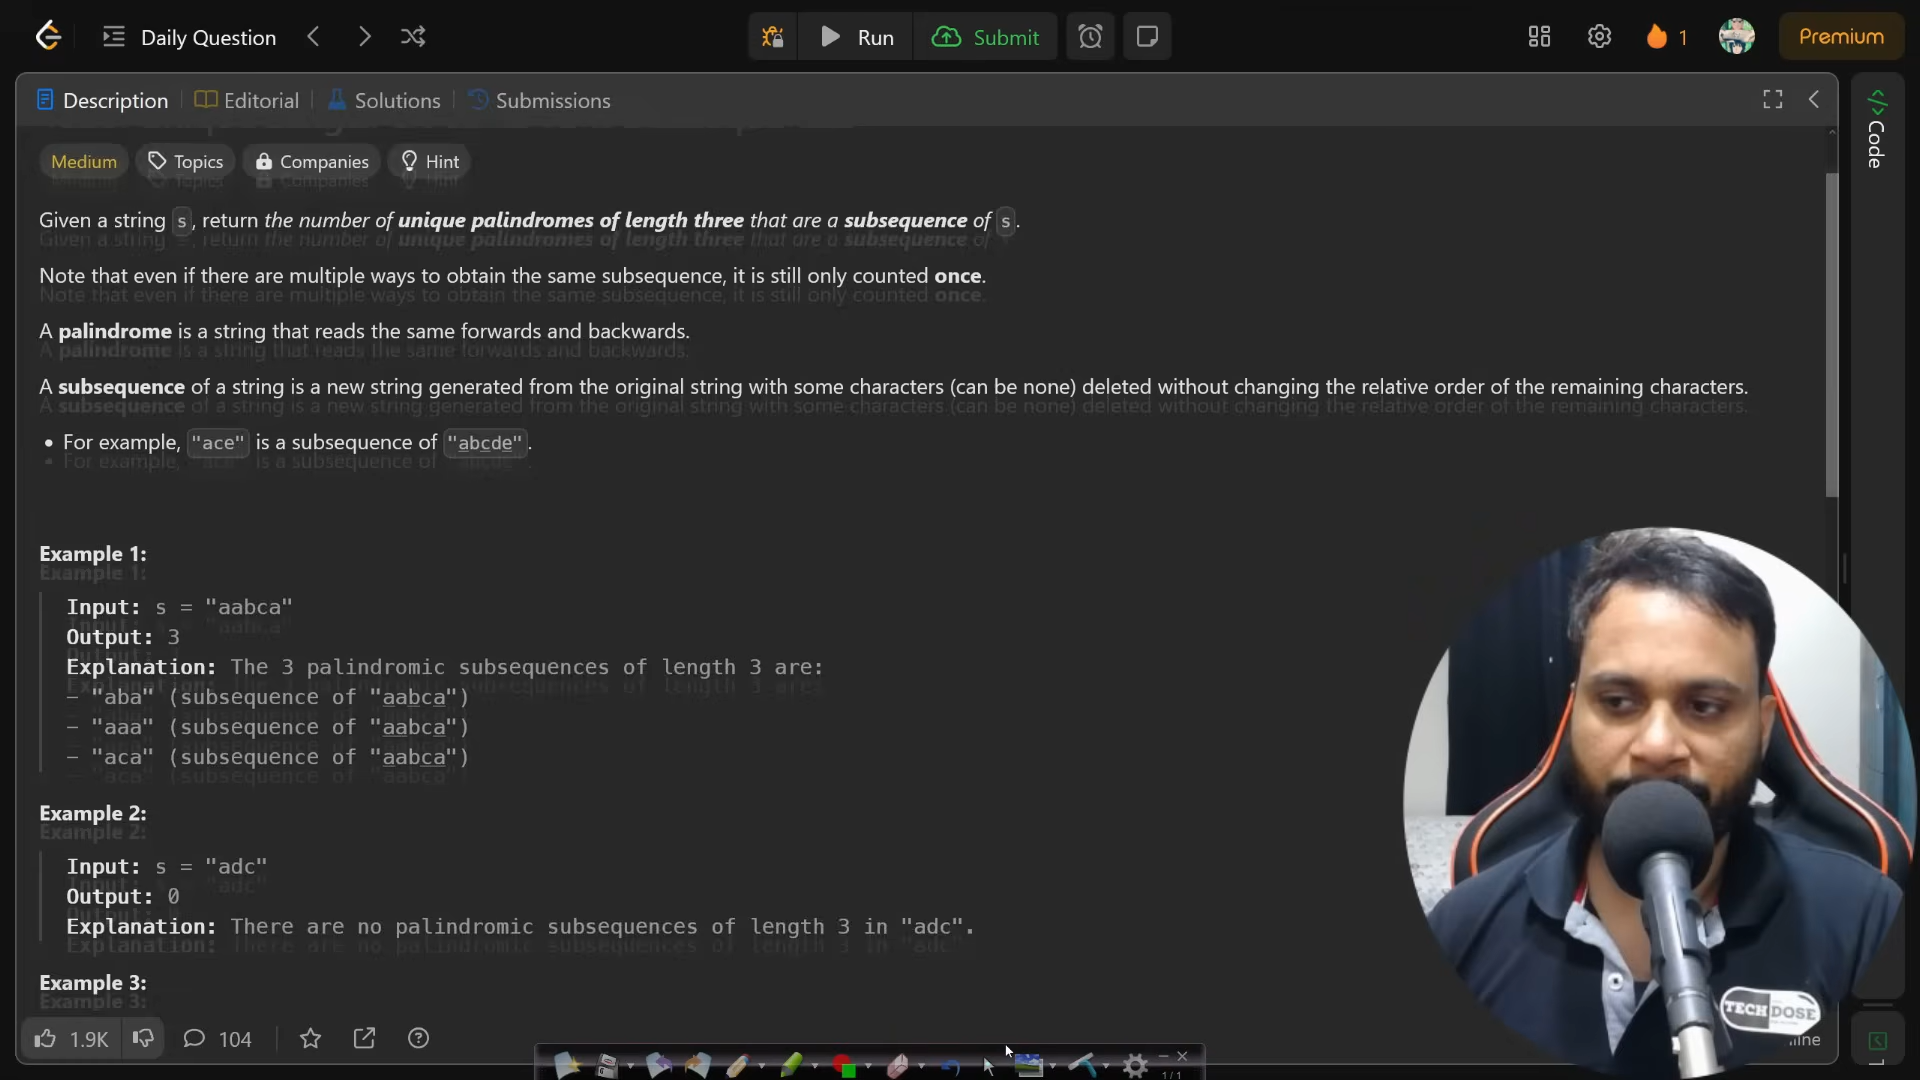 Daily Question
Run
Submit
1
Premium
Description
Editorial
Solutions
Submissions
Code
Medium
Topics
Companies
Hint
Given a string s, return the number of unique palindromes of length three that are a subsequence of s.
Note that even if there are multiple ways to obtain the same subsequence, it is still only counted once.
A palindrome is a string that reads the same forwards and backwards.
A subsequence of a string is a new string generated from the original string with some characters (can be none) deleted without changing the relative order of the remaining characters.
• For example, "ace" is a subsequence of "abcde".
Example 1:
Input: s = "aabca"
Output: 3
Explanation: The 3 palindromic subsequences of length 3 are:
- "aba" (subsequence of "aabca")
- "aaa" (subsequence of "aabca")
- "aca" (subsequence of "aabca")
Example 2:
Input: s = "adc"
Output: 0
Explanation: There are no palindromic subsequences of length 3 in "adc".
Example 3:
1.9K
104
1/1
TECH DOSE